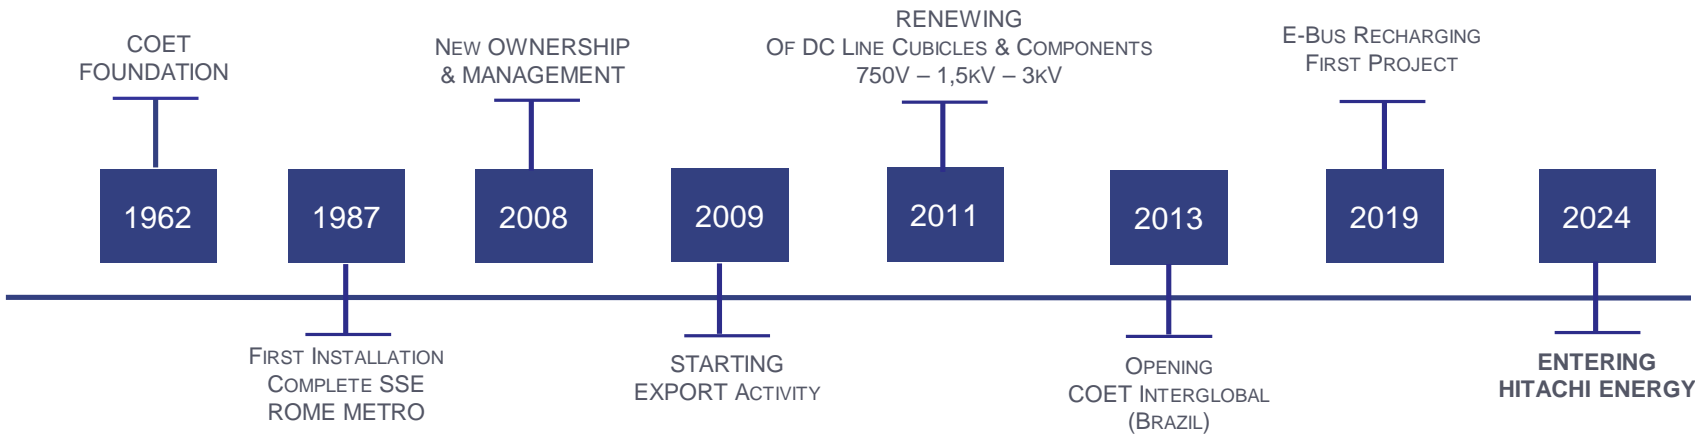 COET
FOUNDATION
NEW OWNERSHIP
& MANAGEMENT
RENEWING
OF DC LINE CUBICLES & COMPONENTS
750V – 1,5KV – 3KV
E-BUS RECHARGING
FIRST PROJECT
1962
1987
2008
2009
2011
2013
2019
2024
FIRST INSTALLATION
COMPLETE SSE
ROME METRO
STARTING
EXPORT ACTIVITY
OPENING
COET INTERGLOBAL
(BRAZIL)
ENTERING
HITACHI ENERGY